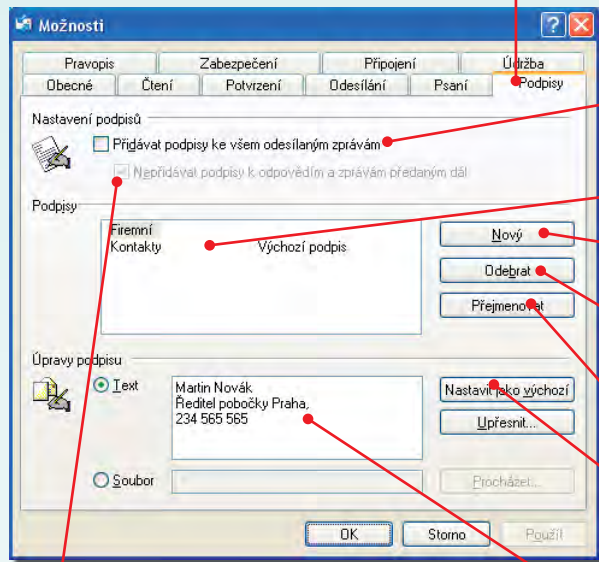 Možnosti
Pravopis Zabezpečení Připojení Údržba
Obecné Čtení Potvrzení Odesílání Psaní Podpisy
Nastavení podpisů
Přidávat podpisy ke všem odesílaným zprávám
Nepřidávat podpisy k odpovědím a zprávám předaným dál
Podpisy
Firemní
Kontakty Výchozí podpis
Nový
Odebrat
Přejmenovat
Úpravy podpisu
Text
Martin Novák
Ředitel pobočky Praha,
234 565 565
Nastavit jako výchozí
Upřesnit...
Soubor
Procházet...
OK Storno Použít